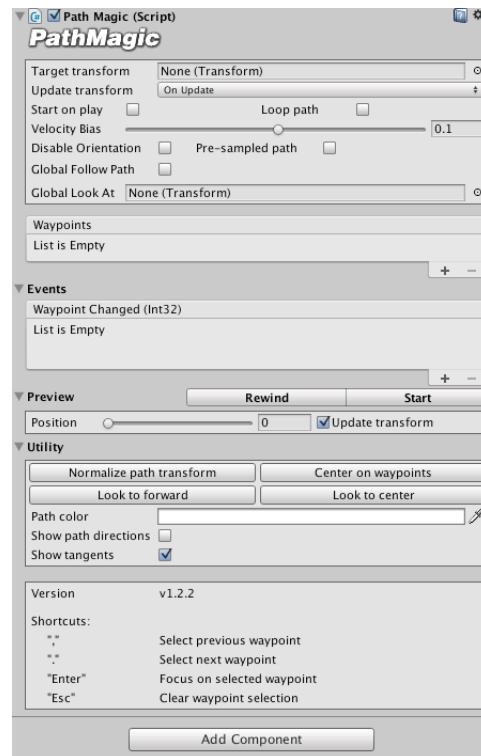 Path Magic (Script)
PathMagic
Target transform None (Transform)
Update transform On Update
Start on play Loop path
Velocity Bias 0.1
Disable Orientation Pre-sampled path
Global Follow Path
Global Look At None (Transform)
Waypoints
List is Empty
+ −
Events
Waypoint Changed (Int32)
List is Empty
+ −
Preview Rewind Start
Position 0 Update transform
Utility
Normalize path transform Center on waypoints
Look to forward Look to center
Path color
Show path directions
Show tangents
Version v1.2.2
Shortcuts:
"," Select previous waypoint
"." Select next waypoint
"Enter" Focus on selected waypoint
"Esc" Clear waypoint selection
Add Component